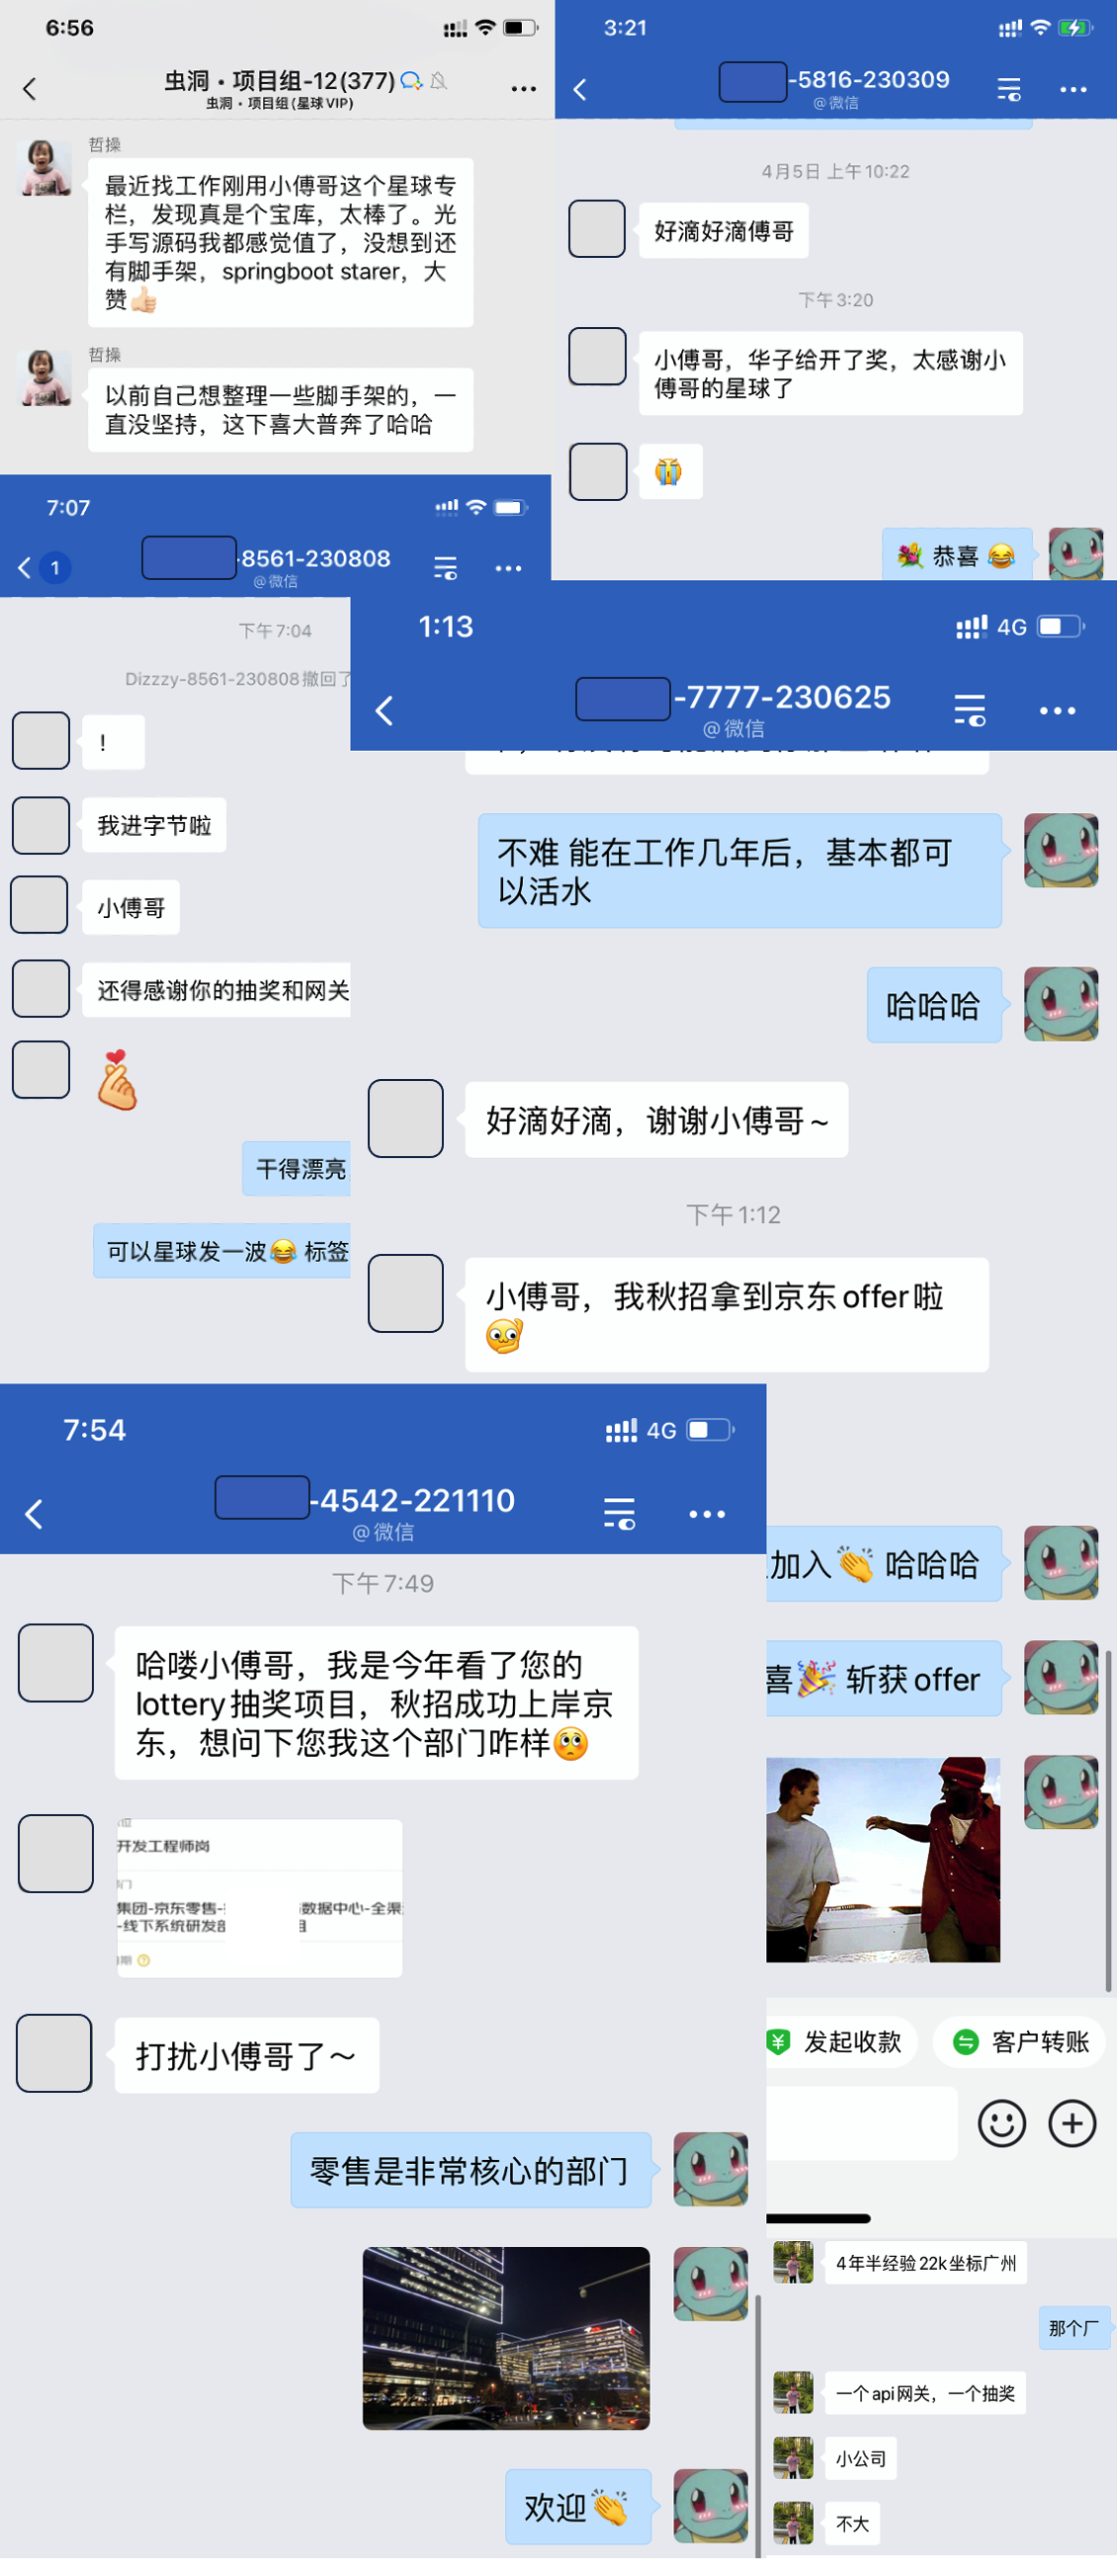 6:56
虫洞・项目组-12(377)
虫洞・项目组 (星球VIP)
哲操
最近找工作刚用小傅哥这个星球专
栏，发现真是个宝库，太棒了。光
手写源码我都感觉值了，没想到还
有脚手架，springboot starer，大
赞👍🏻
哲操
以前自己想整理一些脚手架的，一
直没坚持，这下喜大普奔了哈哈
3:21
-5816-230309
@微信
4月5日 上午10:22
好滴好滴傅哥
下午 3:20
小傅哥，华子给开了奖，太感谢小
傅哥的星球了
😭
💐 恭喜 😂
7:07
1
-8561-230808
@微信
下午 7:04
Dizzzy-8561-230808撤回了
！
我进字节啦
小傅哥
还得感谢你的抽奖和网关
干得漂亮
可以星球发一波😂 标签
1:13
4G
-7777-230625
@微信
不难 能在工作几年后，基本都可
以活水
哈哈哈
好滴好滴，谢谢小傅哥~
下午 1:12
小傅哥，我秋招拿到京东offer啦
加入👏 哈哈哈
喜🎉 斩获offer
发起收款
客户转账
7:54
4G
-4542-221110
@微信
下午 7:49
哈喽小傅哥，我是今年看了您的
lottery抽奖项目，秋招成功上岸京
东，想问下您我这个部门咋样🥺
开发工程师岗
集团-京东零售-
数据中心-全渠
-线下系统研发部
组
打扰小傅哥了～
零售是非常核心的部门
欢迎👏
4年半经验22k坐标广州
那个厂
一个api网关，一个抽奖
小公司
不大